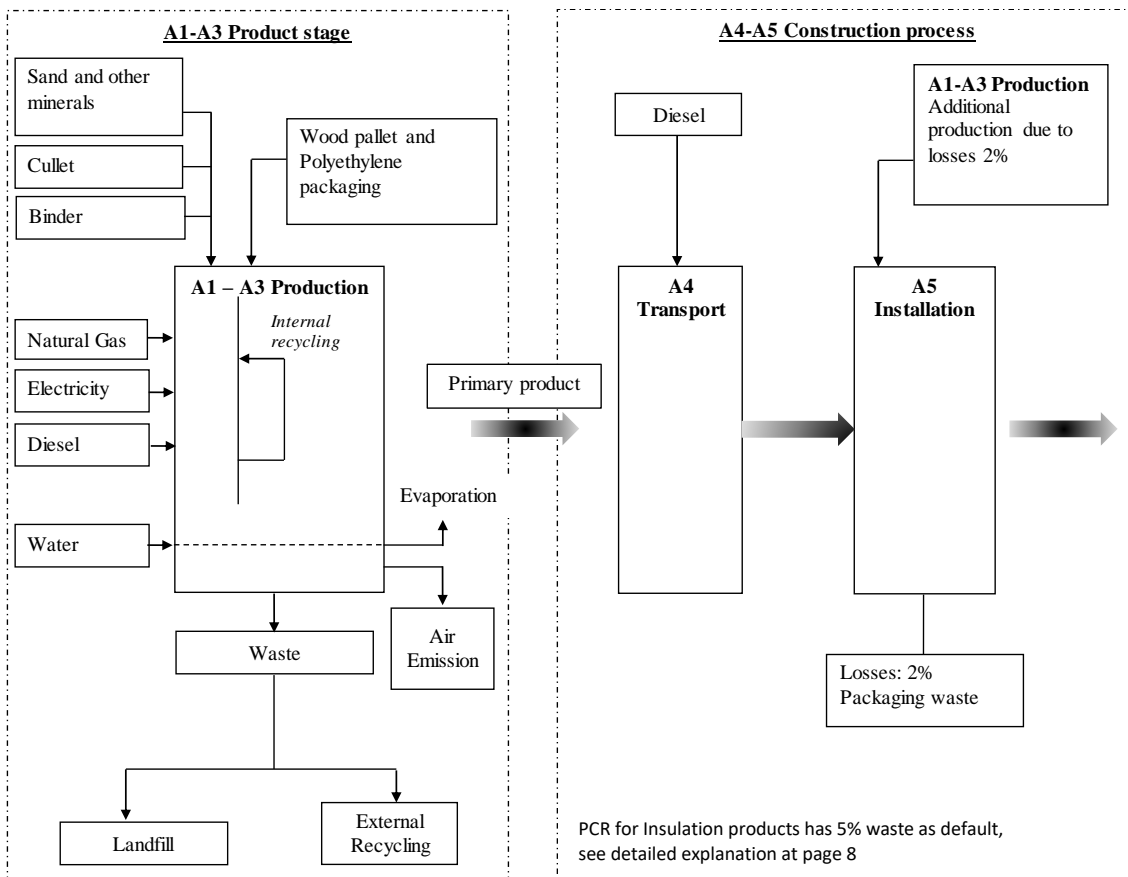 A1-A3 Product stage
Sand and other
minerals
Cullet
Binder
Wood pallet and
Polyethylene
packaging
A1 – A3 Production
Internal
recycling
Natural Gas
Electricity
Diesel
Water
Evaporation
Air
Emission
Waste
Landfill
External
Recycling
Primary product
A4-A5 Construction process
Diesel
A1-A3 Production
Additional
production due to
losses 2%
A4
Transport
A5
Installation
Losses: 2%
Packaging waste
PCR for Insulation products has 5% waste as default,
see detailed explanation at page 8